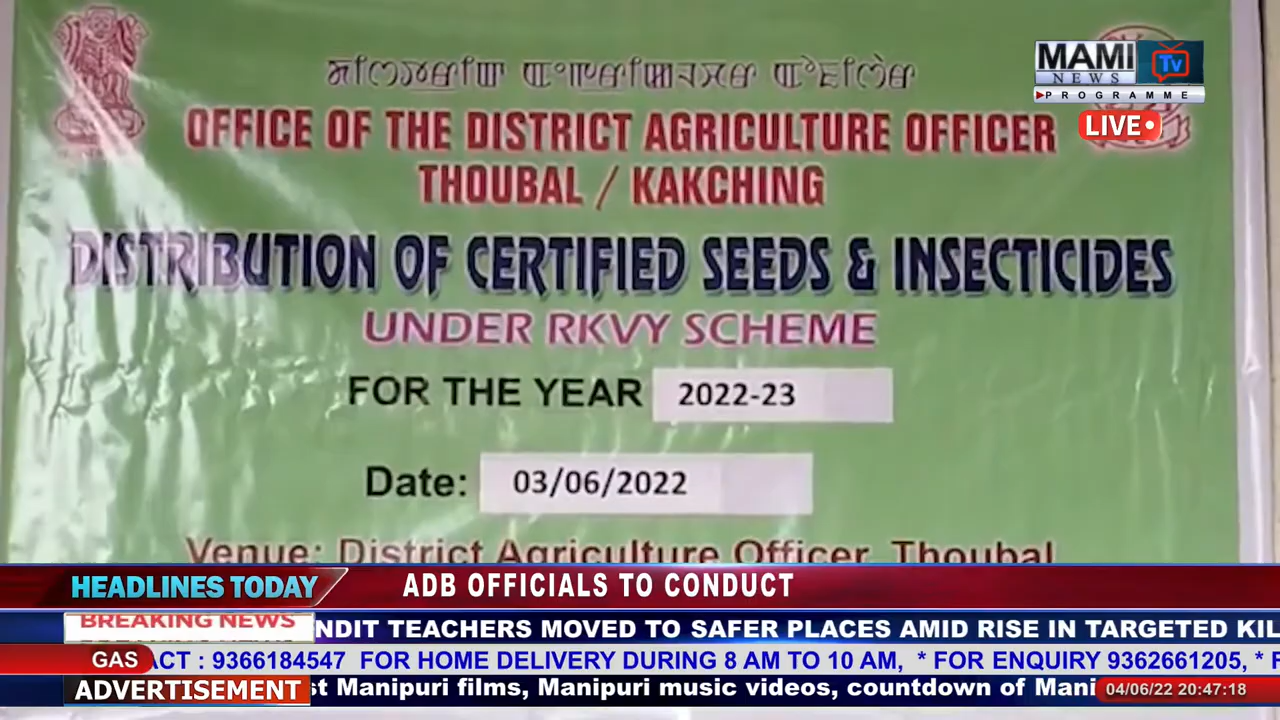 OFFICE OF THE DISTRICT AGRICULTURE OFFICER
THOUBAL / KAKCHING
DISTRIBUTION OF CERTIFIED SEEDS & INSECTICIDES
UNDER RKVY SCHEME
FOR THE YEAR 2022-23
Date: 03/06/2022
Venue: District Agriculture Officer, Thoubal
MAMI Tv
NEWS
PROGRAMME
LIVE
HEADLINES TODAY ADB OFFICIALS TO CONDUCT
BREAKING NEWS NDIT TEACHERS MOVED TO SAFER PLACES AMID RISE IN TARGETED KIL
GAS ACT : 9366184547 FOR HOME DELIVERY DURING 8 AM TO 10 AM, * FOR ENQUIRY 9362661205, * F
ADVERTISEMENT st Manipuri films, Manipuri music videos, countdown of Mani 04/06/22 20:47:18